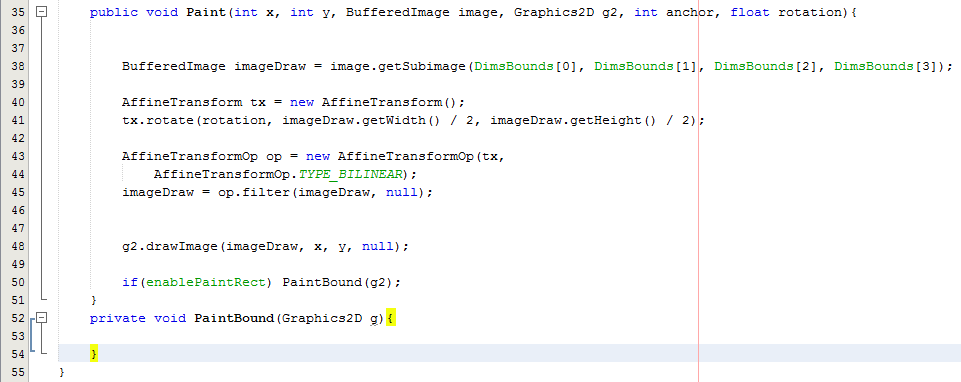 35 public void Paint(int x, int y, BufferedImage image, Graphics2D g2, int anchor, float rotation){
36
37
38 BufferedImage imageDraw = image.getSubimage(DimsBounds[0], DimsBounds[1], DimsBounds[2], DimsBounds[3]);
39
40 AffineTransform tx = new AffineTransform();
41 tx.rotate(rotation, imageDraw.getWidth() / 2, imageDraw.getHeight() / 2);
42
43 AffineTransformOp op = new AffineTransformOp(tx,
44 AffineTransformOp.TYPE_BILINEAR);
45 imageDraw = op.filter(imageDraw, null);
46
47
48 g2.drawImage(imageDraw, x, y, null);
49
50 if(enablePaintRect) PaintBound(g2);
51 }
52 private void PaintBound(Graphics2D g){
53
54 }
55 }